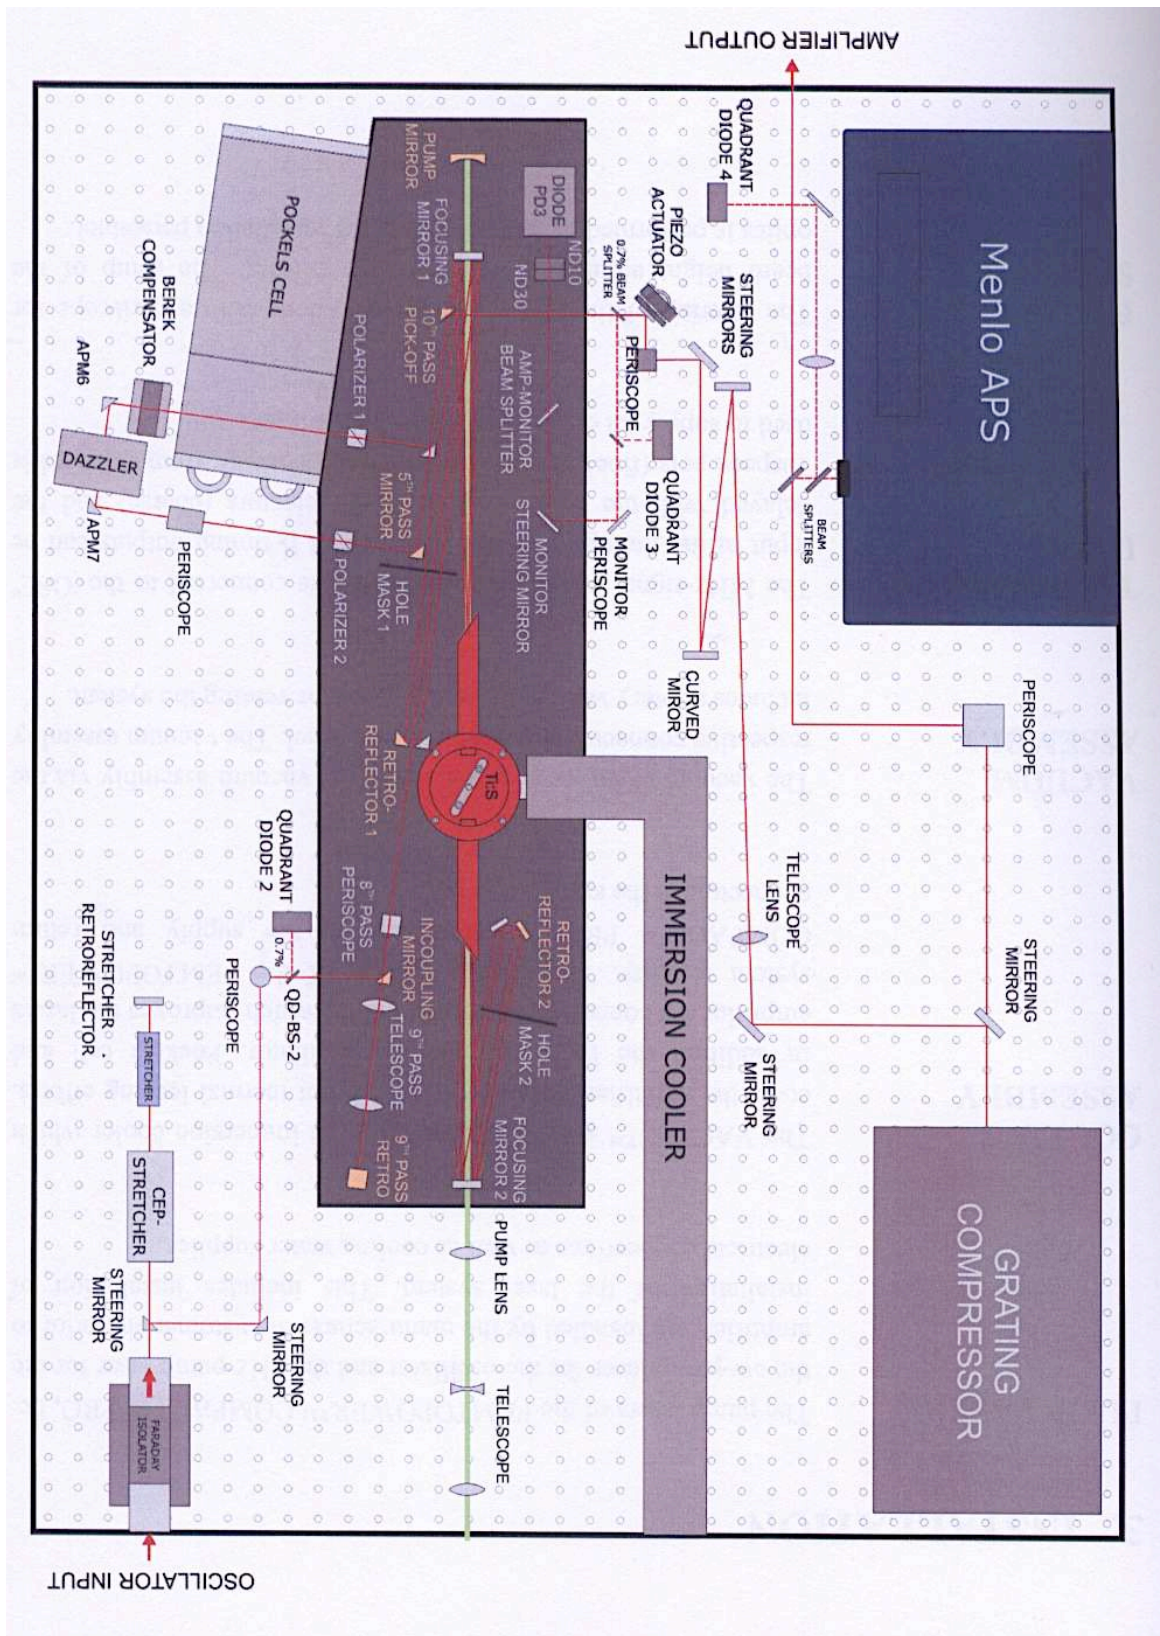 AMPLIFIER OUTPUT
QUADRANT
DIODE 4
Menlo APS
PUMP
MIRROR
DIODE
PD3
PIEZO
ACTUATOR
STEERING
MIRRORS
POCKELS CELL
FOCUSING
MIRROR 1
ND10
ND30
0.7% BEAM
SPLITTER
BEREK
COMPENSATOR
10TH PASS
PICK-OFF
PERISCOPE
POLARIZER 1
AMP-MONITOR
BEAM SPLITTER
APM6
DAZZLER
QUADRANT
DIODE 3
BEAM
SPLITTERS
5TH PASS
MIRROR
APM7
PERISCOPE
POLARIZER 2
HOLE
MASK 1
MONITOR
STEERING MIRROR
MONITOR
PERISCOPE
CURVED
MIROR
PERISCOPE
RETRO-
REFLECTOR 1
Ti:S
QUADRANT
DIODE 2
0.7%
8TH PASS
PERISCOPE
IMMERSION COOLER
TELESCOPE
LENS
STRETCHER
RETROREFLECTOR
INCOUPLING
MIRROR
RETRO-
REFLECTOR 2
STEERING
MIRROR
PERISCOPE
QD-BS-2
9TH PASS
TELESCOPE
HOLE
MASK 2
STRETCHER
STEERING
MIRROR
CEP-
STRETCHER
9TH PASS
RETRO
FOCUSING
MIRROR 2
GRATING
COMPRESSOR
PUMP LENS
STEERING
MIRROR
STEERING
MIRROR
TELESCOPE
FARADAY
ISOLATOR
OSCILLATOR INPUT